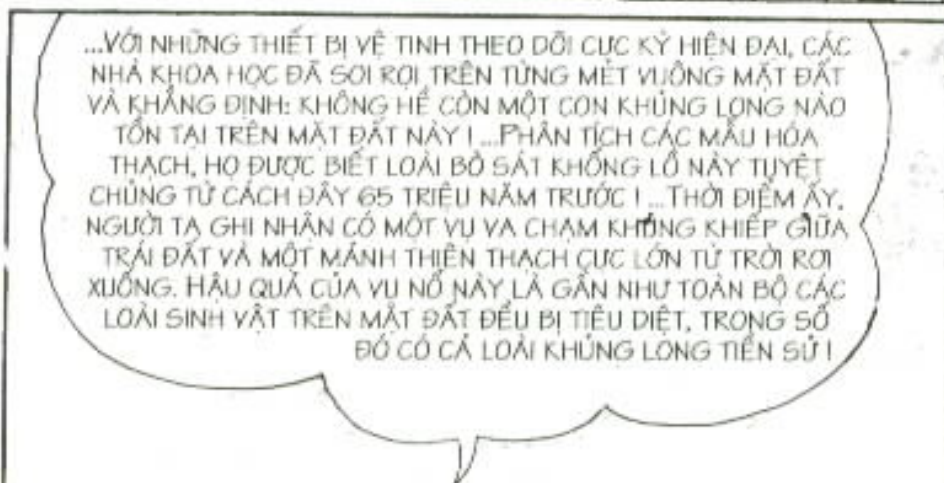 ...VỚI NHỮNG THIẾT BỊ VỆ TINH THEO DÕI CỰC KỲ HIỆN ĐẠI, CÁC
NHÀ KHOA HỌC ĐÃ SOI RỌI TRÊN TỪNG MÉT VUÔNG MẶT ĐẤT
VÀ KHẲNG ĐỊNH: KHÔNG HỀ CÒN MỘT CON KHỦNG LONG NÀO
TỒN TẠI TRÊN MẶT ĐẤT NÀY ! ...PHÂN TÍCH CÁC MẪU HÓA
THẠCH, HỌ ĐƯỢC BIẾT LOÀI BÒ SÁT KHỔNG LỒ NÀY TUYỆT
CHỦNG TỪ CÁCH ĐÂY 65 TRIỆU NĂM TRƯỚC ! ...THỜI ĐIỂM ẤY,
NGƯỜI TA GHI NHẬN CÓ MỘT VỤ VA CHẠM KHỦNG KHIẾP GIỮA
TRÁI ĐẤT VÀ MỘT MẢNH THIÊN THẠCH CỰC LỚN TỪ TRỜI RƠI
XUỐNG. HẬU QUẢ CỦA VỤ NỔ NÀY LÀ GẦN NHƯ TOÀN BỘ CÁC
LOÀI SINH VẬT TRÊN MẶT ĐẤT ĐỀU BỊ TIÊU DIỆT, TRONG SỐ
ĐÓ CÓ CẢ LOÀI KHỦNG LONG TIỀN SỬ !